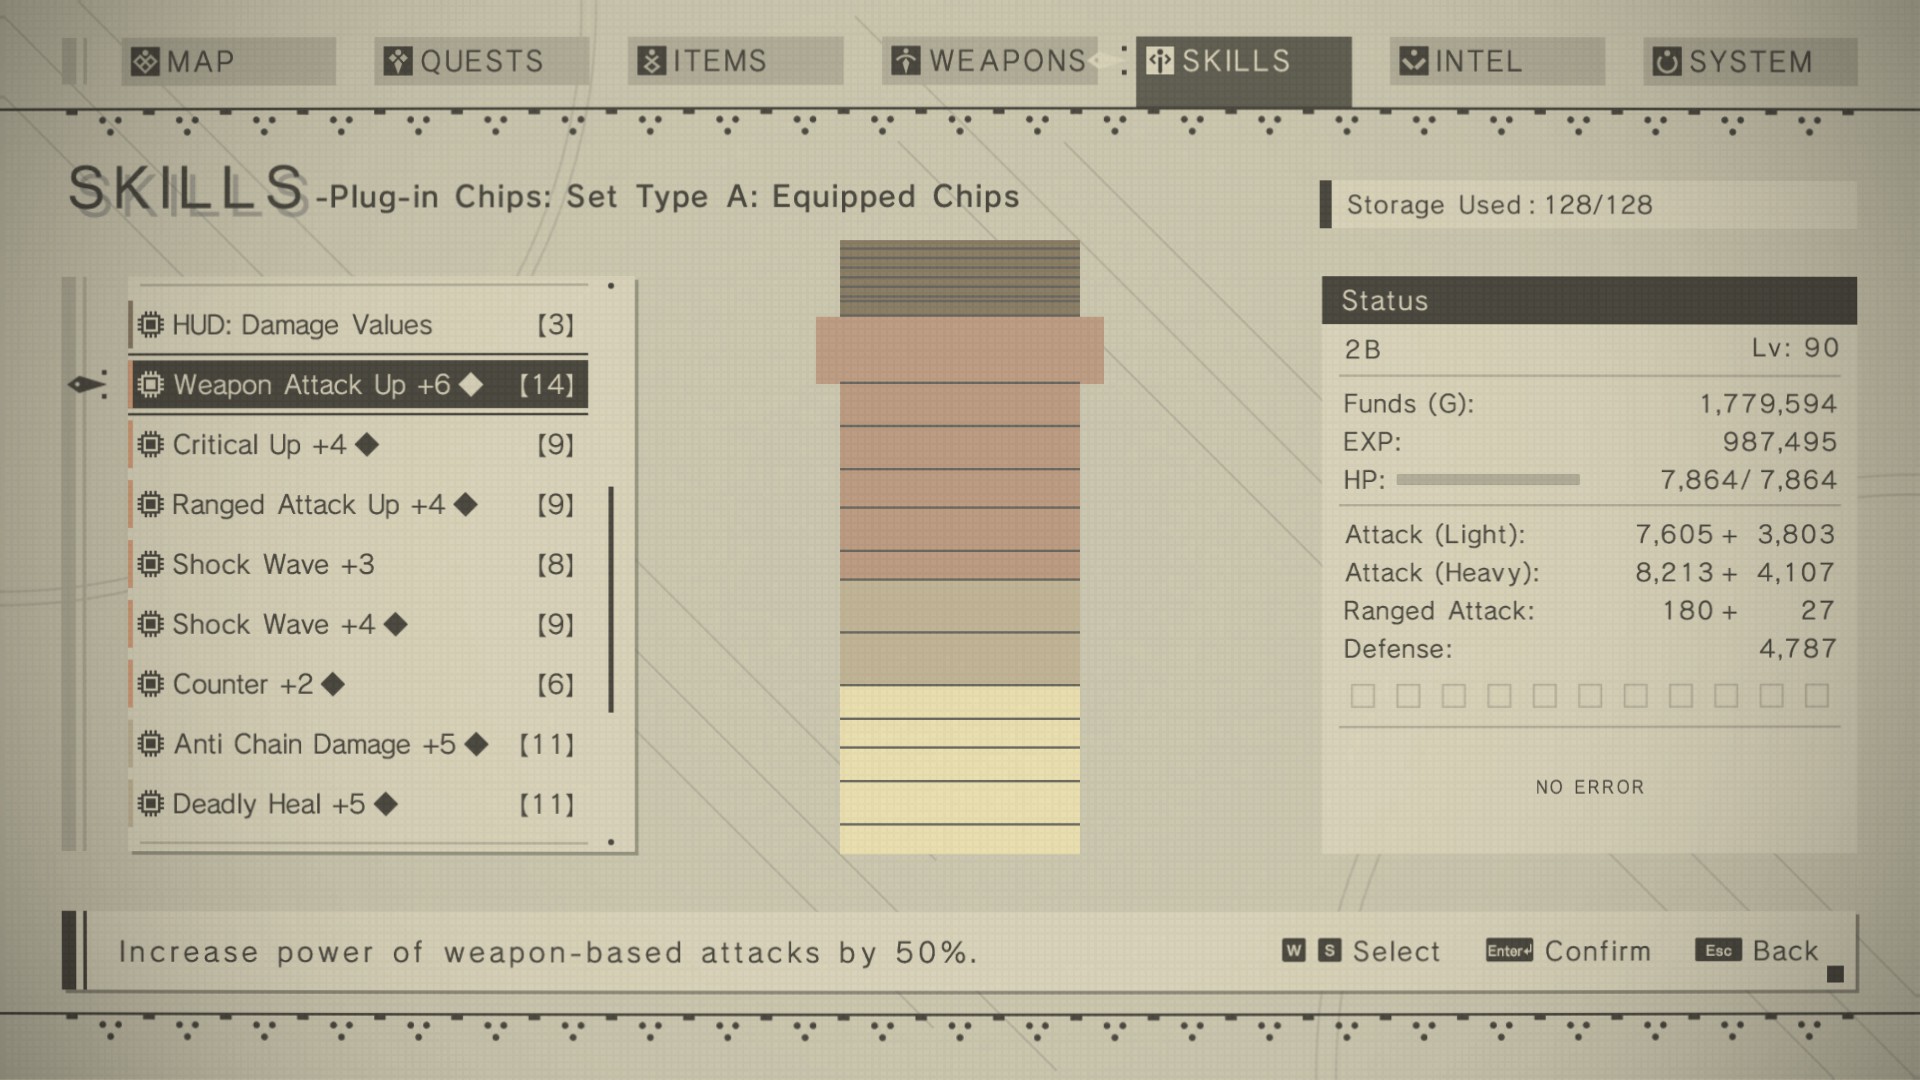 MAP QUESTS ITEMS WEAPONS SKILLS INTEL SYSTEM
SKILLS -Plug-in Chips: Set Type A: Equipped Chips
Storage Used: 128/128
HUD: Damage Values 【3】
Weapon Attack Up +6 ◆ 【14】
Critical Up +4 ◆ 【9】
Ranged Attack Up +4 ◆ 【9】
Shock Wave +3 【8】
Shock Wave +4 ◆ 【9】
Counter +2 ◆ 【6】
Anti Chain Damage +5 ◆ 【11】
Deadly Heal +5 ◆ 【11】
Status
2B Lv: 90
Funds (G): 1,779,594
EXP: 987,495
HP: 7,864/ 7,864
Attack (Light): 7,605 + 3,803
Attack (Heavy): 8,213 + 4,107
Ranged Attack: 180 + 27
Defense: 4,787
NO ERROR
Increase power of weapon-based attacks by 50%.
W S Select Enter↵ Confirm Esc Back